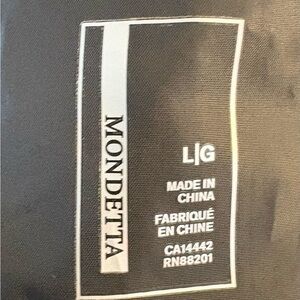 MONDETTA
L|G
MADE IN
CHINA
FABRIQUÉ
EN CHINE
CA14442
RN88201